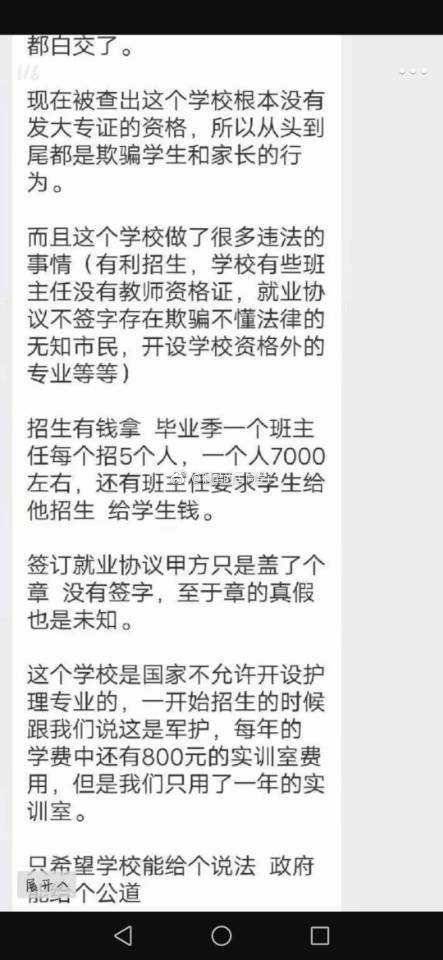 都白交了。
1/6
现在被查出这个学校根本没有
发大专证的资格，所以从头到
尾都是欺骗学生和家长的行
为。
而且这个学校做了很多违法的
事情（有利招生，学校有些班
主任没有教师资格证，就业协
议不签字存在欺骗不懂法律的
无知市民，开设学校资格外的
专业等等）
招生有钱拿 毕业季一个班主
任每个招5个人，一个人7000
左右，还有班主任要求学生给
他招生 给学生钱。
签订就业协议甲方只是盖了个
章 没有签字，至于章的真假
也是未知。
这个学校是国家不允许开设护
理专业的，一开始招生的时候
跟我们说这是军护，每年的
学费中还有800元的实训室费
用，但是我们只用了一年的实
训室。
只希望学校能给个说法 政府
能给个公道
展开